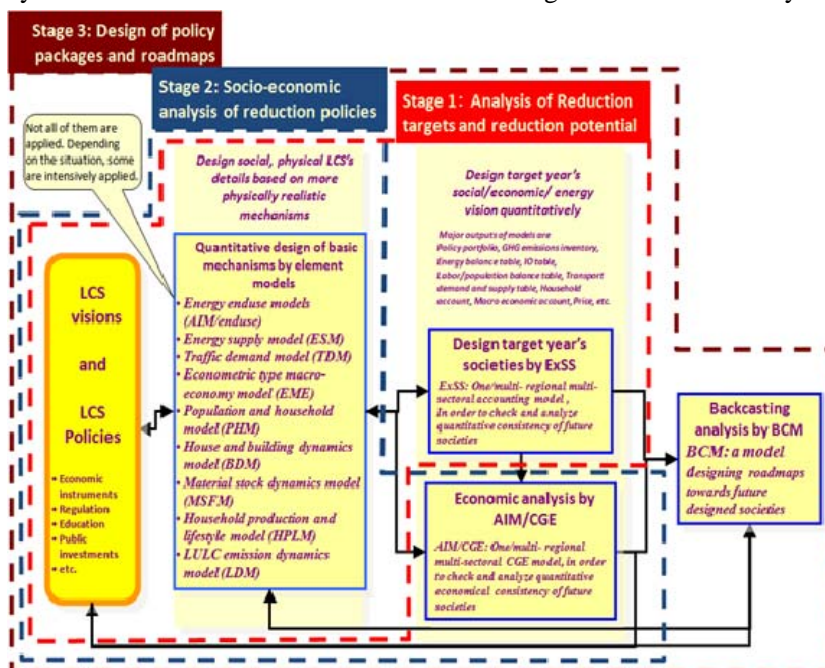 Stage 3: Design of policy
packages and roadmaps
Stage 2: Socio-economic
analysis of reduction policies
Stage 1: Analysis of Reduction
targets and reduction potential
Not all of them are
applied. Depending
on the situation, some
are intensively applied.
Design social, physical LCS's
details based on more
physically realistic
mechanisms
Design target year's
social/economic/ energy
vision quantitatively
Major outputs of models are
Policy portfolio, GHG emissions inventory,
Energy balance table, IO table,
Labor/population balance table, Transport
demand and supply table, Household
account, Macro economic account, Price, etc.
LCS
visions
and
LCS
Policies
Economic
instruments
Regulation
Education
Public
investments
etc.
Quantitative design of basic
mechanisms by element
models
• Energy enduse models
(AIM/enduse)
• Energy supply model (ESM)
• Traffic demand model (TDM)
• Econometric type macro-
economy model (EME)
• Population and household
model (PHM)
• House and building dynamics
model (BDM)
• Material stock dynamics model
(MSFM)
• Household production and
lifestyle model (HPLM)
• LULC emission dynamics
model (LDM)
Design target year's
societies by ExSS
ExSS: One/multi- regional multi-
sectoral accounting model ,
in order to check and analyze
quantitative consistency of future
societies
Economic analysis by
AIM/CGE
AIM/CGE: One/multi- regional
multi-sectoral CGE model, in order
to check and analyze quantitative
economical consistency of future
societies
Backcasting
analysis by BCM
BCM: a model
designing roadmaps
towards future
designed societies